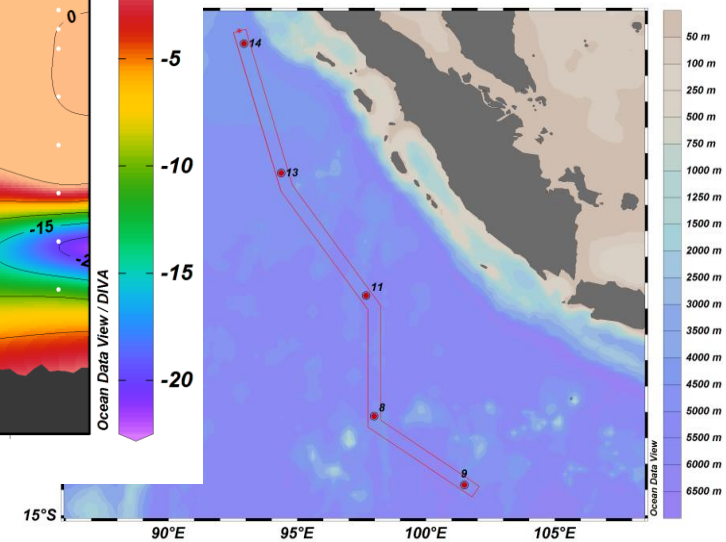 0
-15
-5
-10
-15
-20
Ocean Data View / DIVA
14
13
11
8
9
15°S
90°E
95°E
100°E
105°E
Ocean Data View
50 m
100 m
250 m
500 m
750 m
1000 m
1250 m
1500 m
2000 m
2500 m
3000 m
3500 m
4000 m
4500 m
5000 m
5500 m
6000 m
6500 m